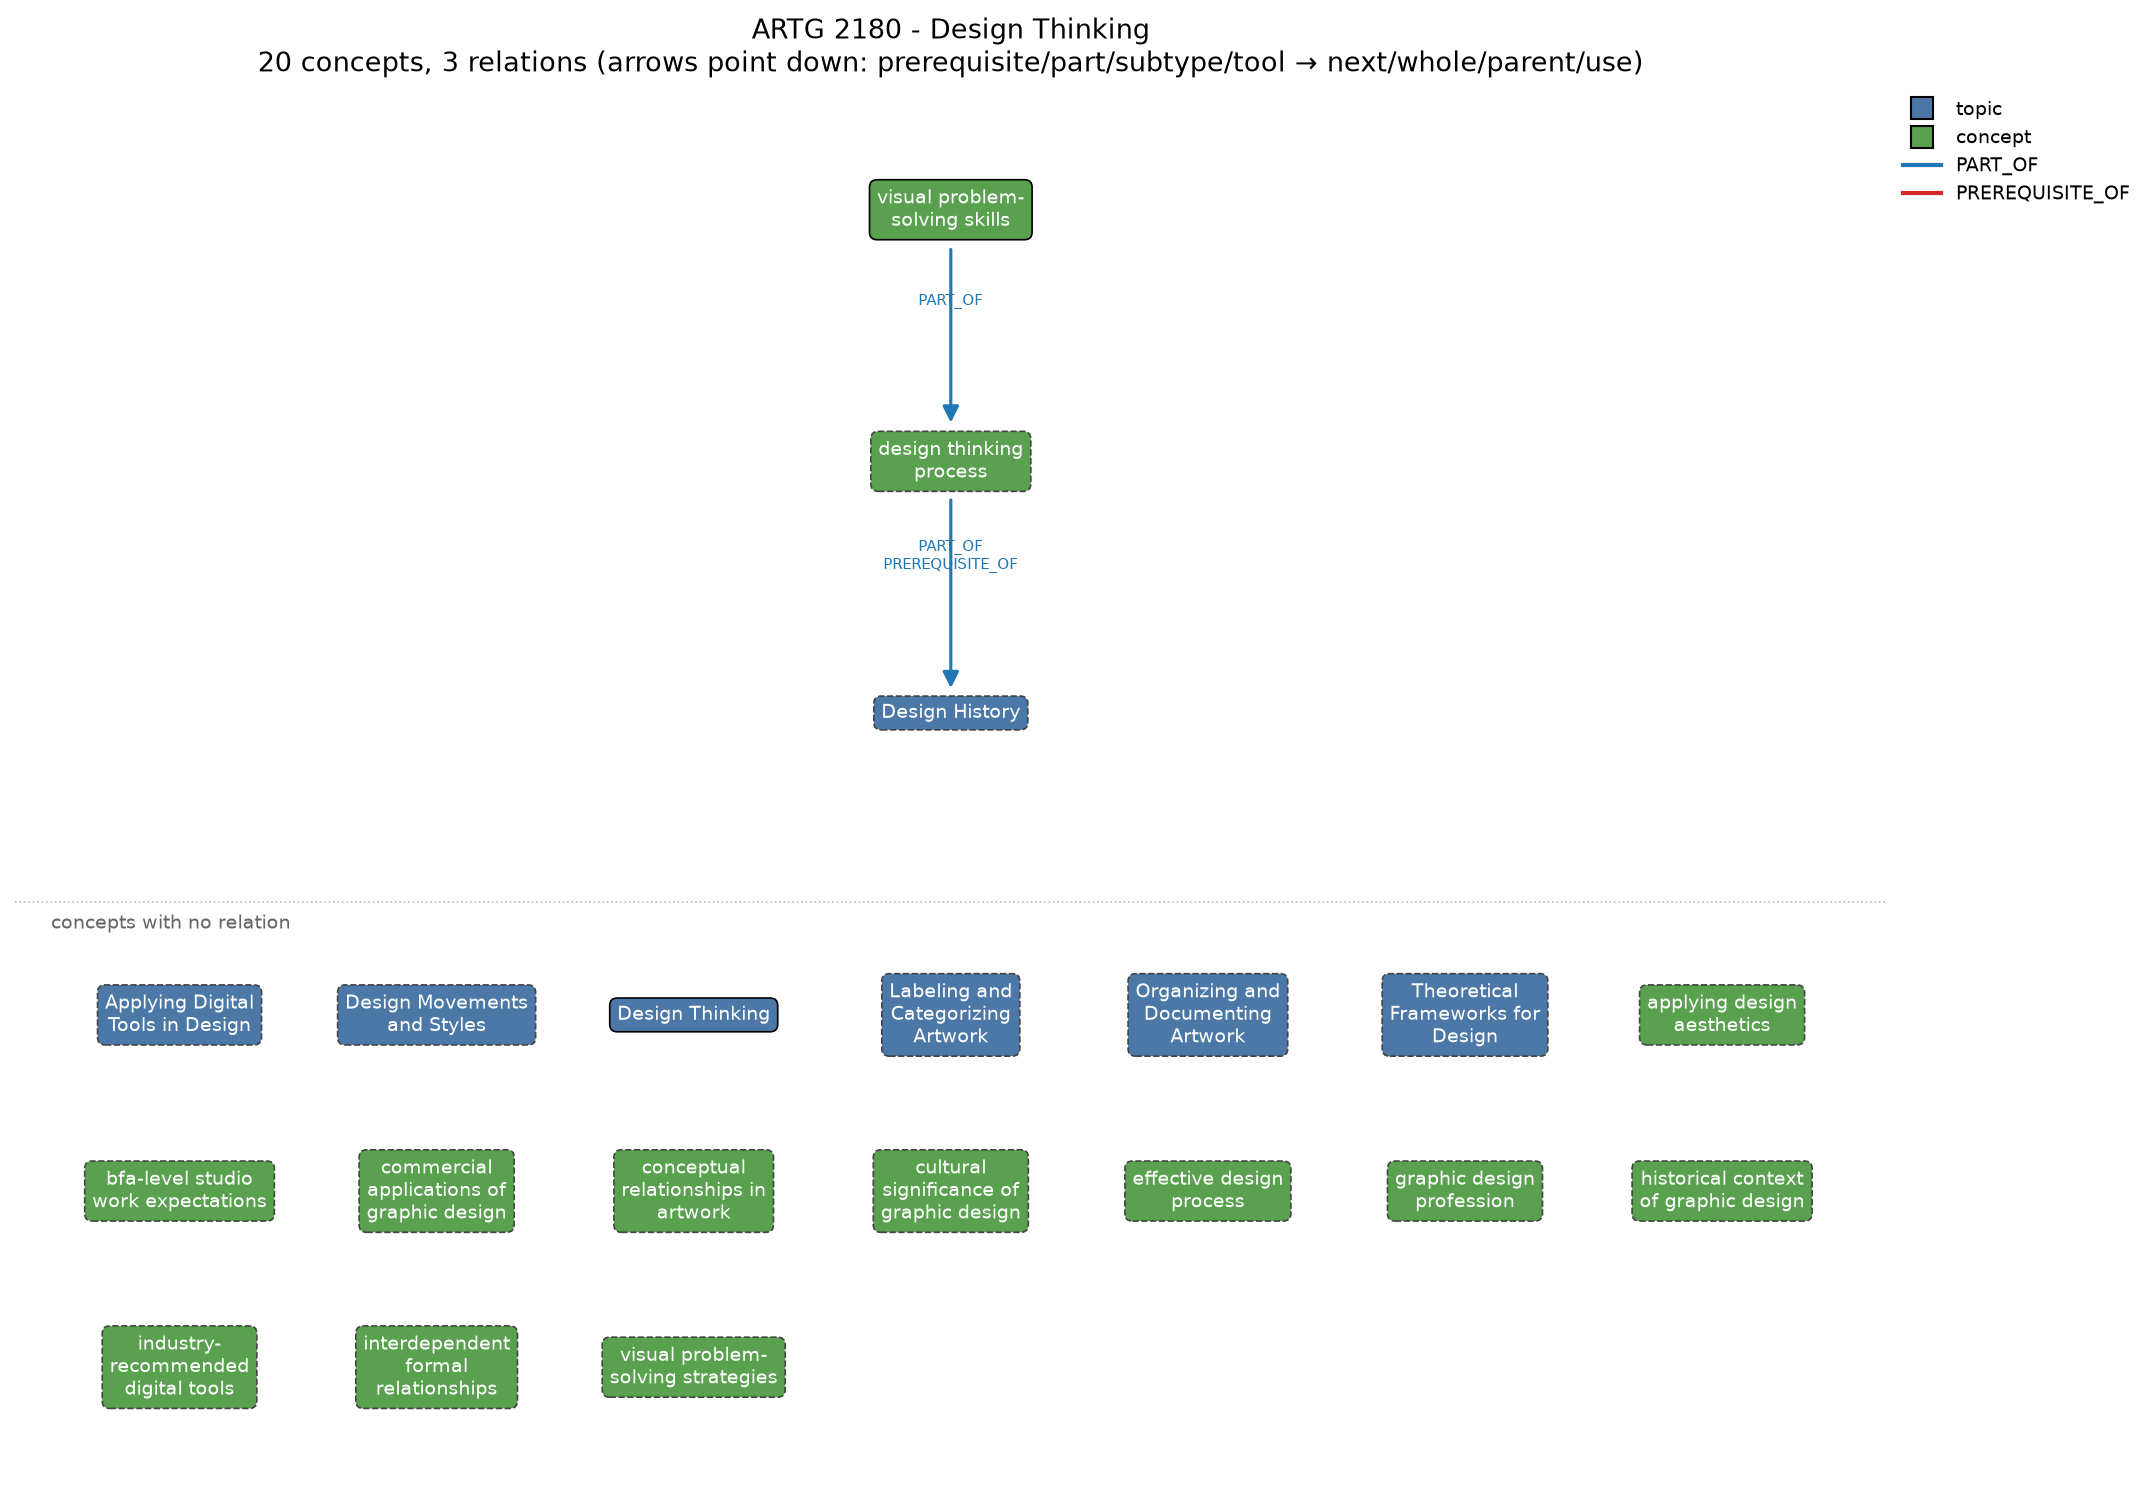 ARTG 2180 - Design Thinking
20 concepts, 3 relations (arrows point down: prerequisite/part/subtype/tool → next/whole/parent/use)
topic
concept
PART_OF
PREREQUISITE_OF
visual problem-
solving skills
PART_OF
design thinking
process
PART_OF
PREREQUISITE_OF
Design History
concepts with no relation
Applying Digital
Tools in Design
Design Movements
and Styles
Design Thinking
Labeling and
Categorizing
Artwork
Organizing and
Documenting
Artwork
Theoretical
Frameworks for
Design
applying design
aesthetics
bfa-level studio
work expectations
commercial
applications of
graphic design
conceptual
relationships in
artwork
cultural
significance of
graphic design
effective design
process
graphic design
profession
historical context
of graphic design
industry-
recommended
digital tools
interdependent
formal
relationships
visual problem-
solving strategies